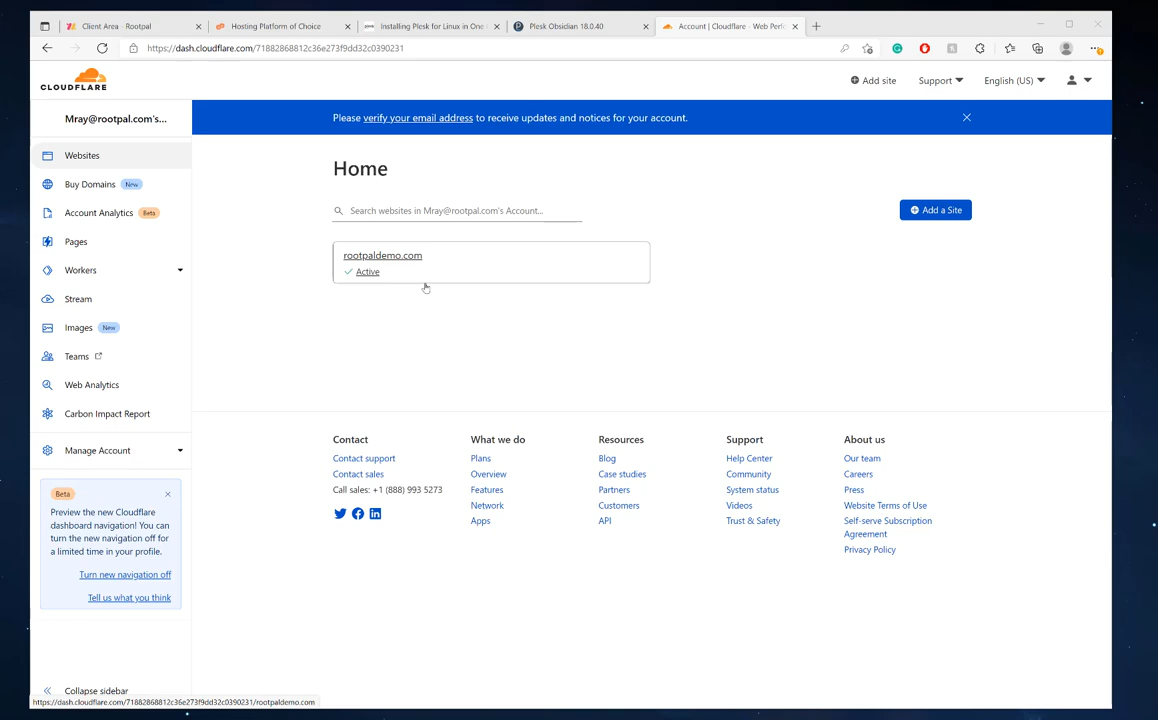 Client Area - Rootpal
Hosting Platform of Choice
Installing Plesk for Linux in One
Plesk Obsidian 18.0.40
Account | Cloudflare - Web Perf
https://dash.cloudflare.com/71882868812c36e273f9dd32c0390231
CLOUDFLARE
Add site
Support
English (US)
Mray@rootpal.com's...
Please verify your email address to receive updates and notices for your account.
Websites
Buy Domains New
Account Analytics Beta
Pages
Workers
Stream
Images New
Teams
Web Analytics
Carbon Impact Report
Manage Account
Beta
Preview the new Cloudflare
dashboard navigation! You can
turn the new navigation off for
a limited time in your profile.
Turn new navigation off
Tell us what you think
Collapse sidebar
Home
Search websites in Mray@rootpal.com's Account...
Add a Site
rootpaldemo.com
Active
Contact
Contact support
Contact sales
Call sales: +1 (888) 993 5273
What we do
Plans
Overview
Features
Network
Apps
Resources
Blog
Case studies
Partners
Customers
API
Support
Help Center
Community
System status
Videos
Trust & Safety
About us
Our team
Careers
Press
Website Terms of Use
Self-serve Subscription
Agreement
Privacy Policy
https://dash.cloudflare.com/71882868812c36e273f9dd32c0390231/rootpaldemo.com